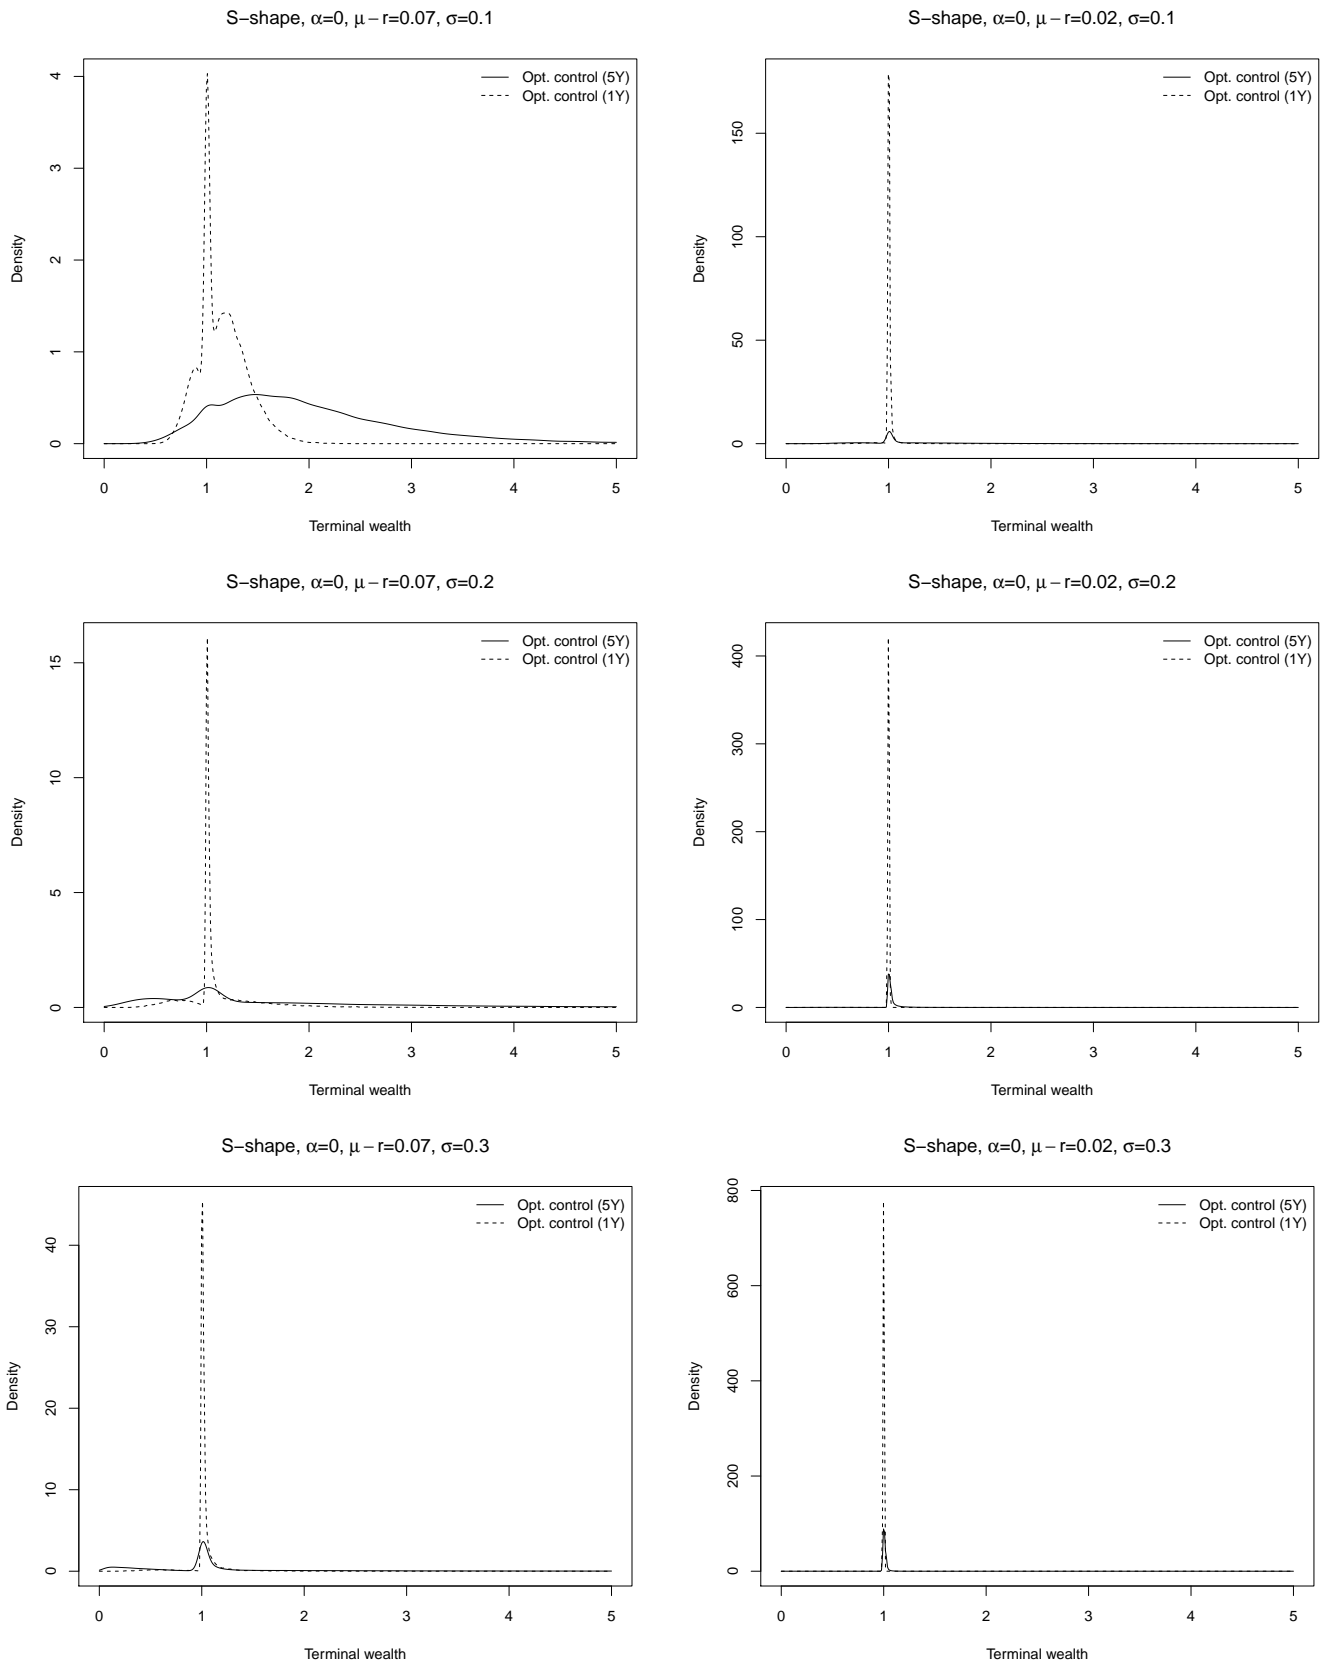 S−shape, α=0, μ − r=0.07, σ=0.1
Opt. control (5Y)
Opt. control (1Y)
Density
0 1 2 3 4
0 1 2 3 4 5
Terminal wealth
S−shape, α=0, μ − r=0.02, σ=0.1
Opt. control (5Y)
Opt. control (1Y)
Density
0 50 100 150
0 1 2 3 4 5
Terminal wealth
S−shape, α=0, μ − r=0.07, σ=0.2
Opt. control (5Y)
Opt. control (1Y)
Density
0 5 10 15
0 1 2 3 4 5
Terminal wealth
S−shape, α=0, μ − r=0.02, σ=0.2
Opt. control (5Y)
Opt. control (1Y)
Density
0 100 200 300 400
0 1 2 3 4 5
Terminal wealth
S−shape, α=0, μ − r=0.07, σ=0.3
Opt. control (5Y)
Opt. control (1Y)
Density
0 10 20 30 40
0 1 2 3 4 5
Terminal wealth
S−shape, α=0, μ − r=0.02, σ=0.3
Opt. control (5Y)
Opt. control (1Y)
Density
0 200 400 600 800
0 1 2 3 4 5
Terminal wealth